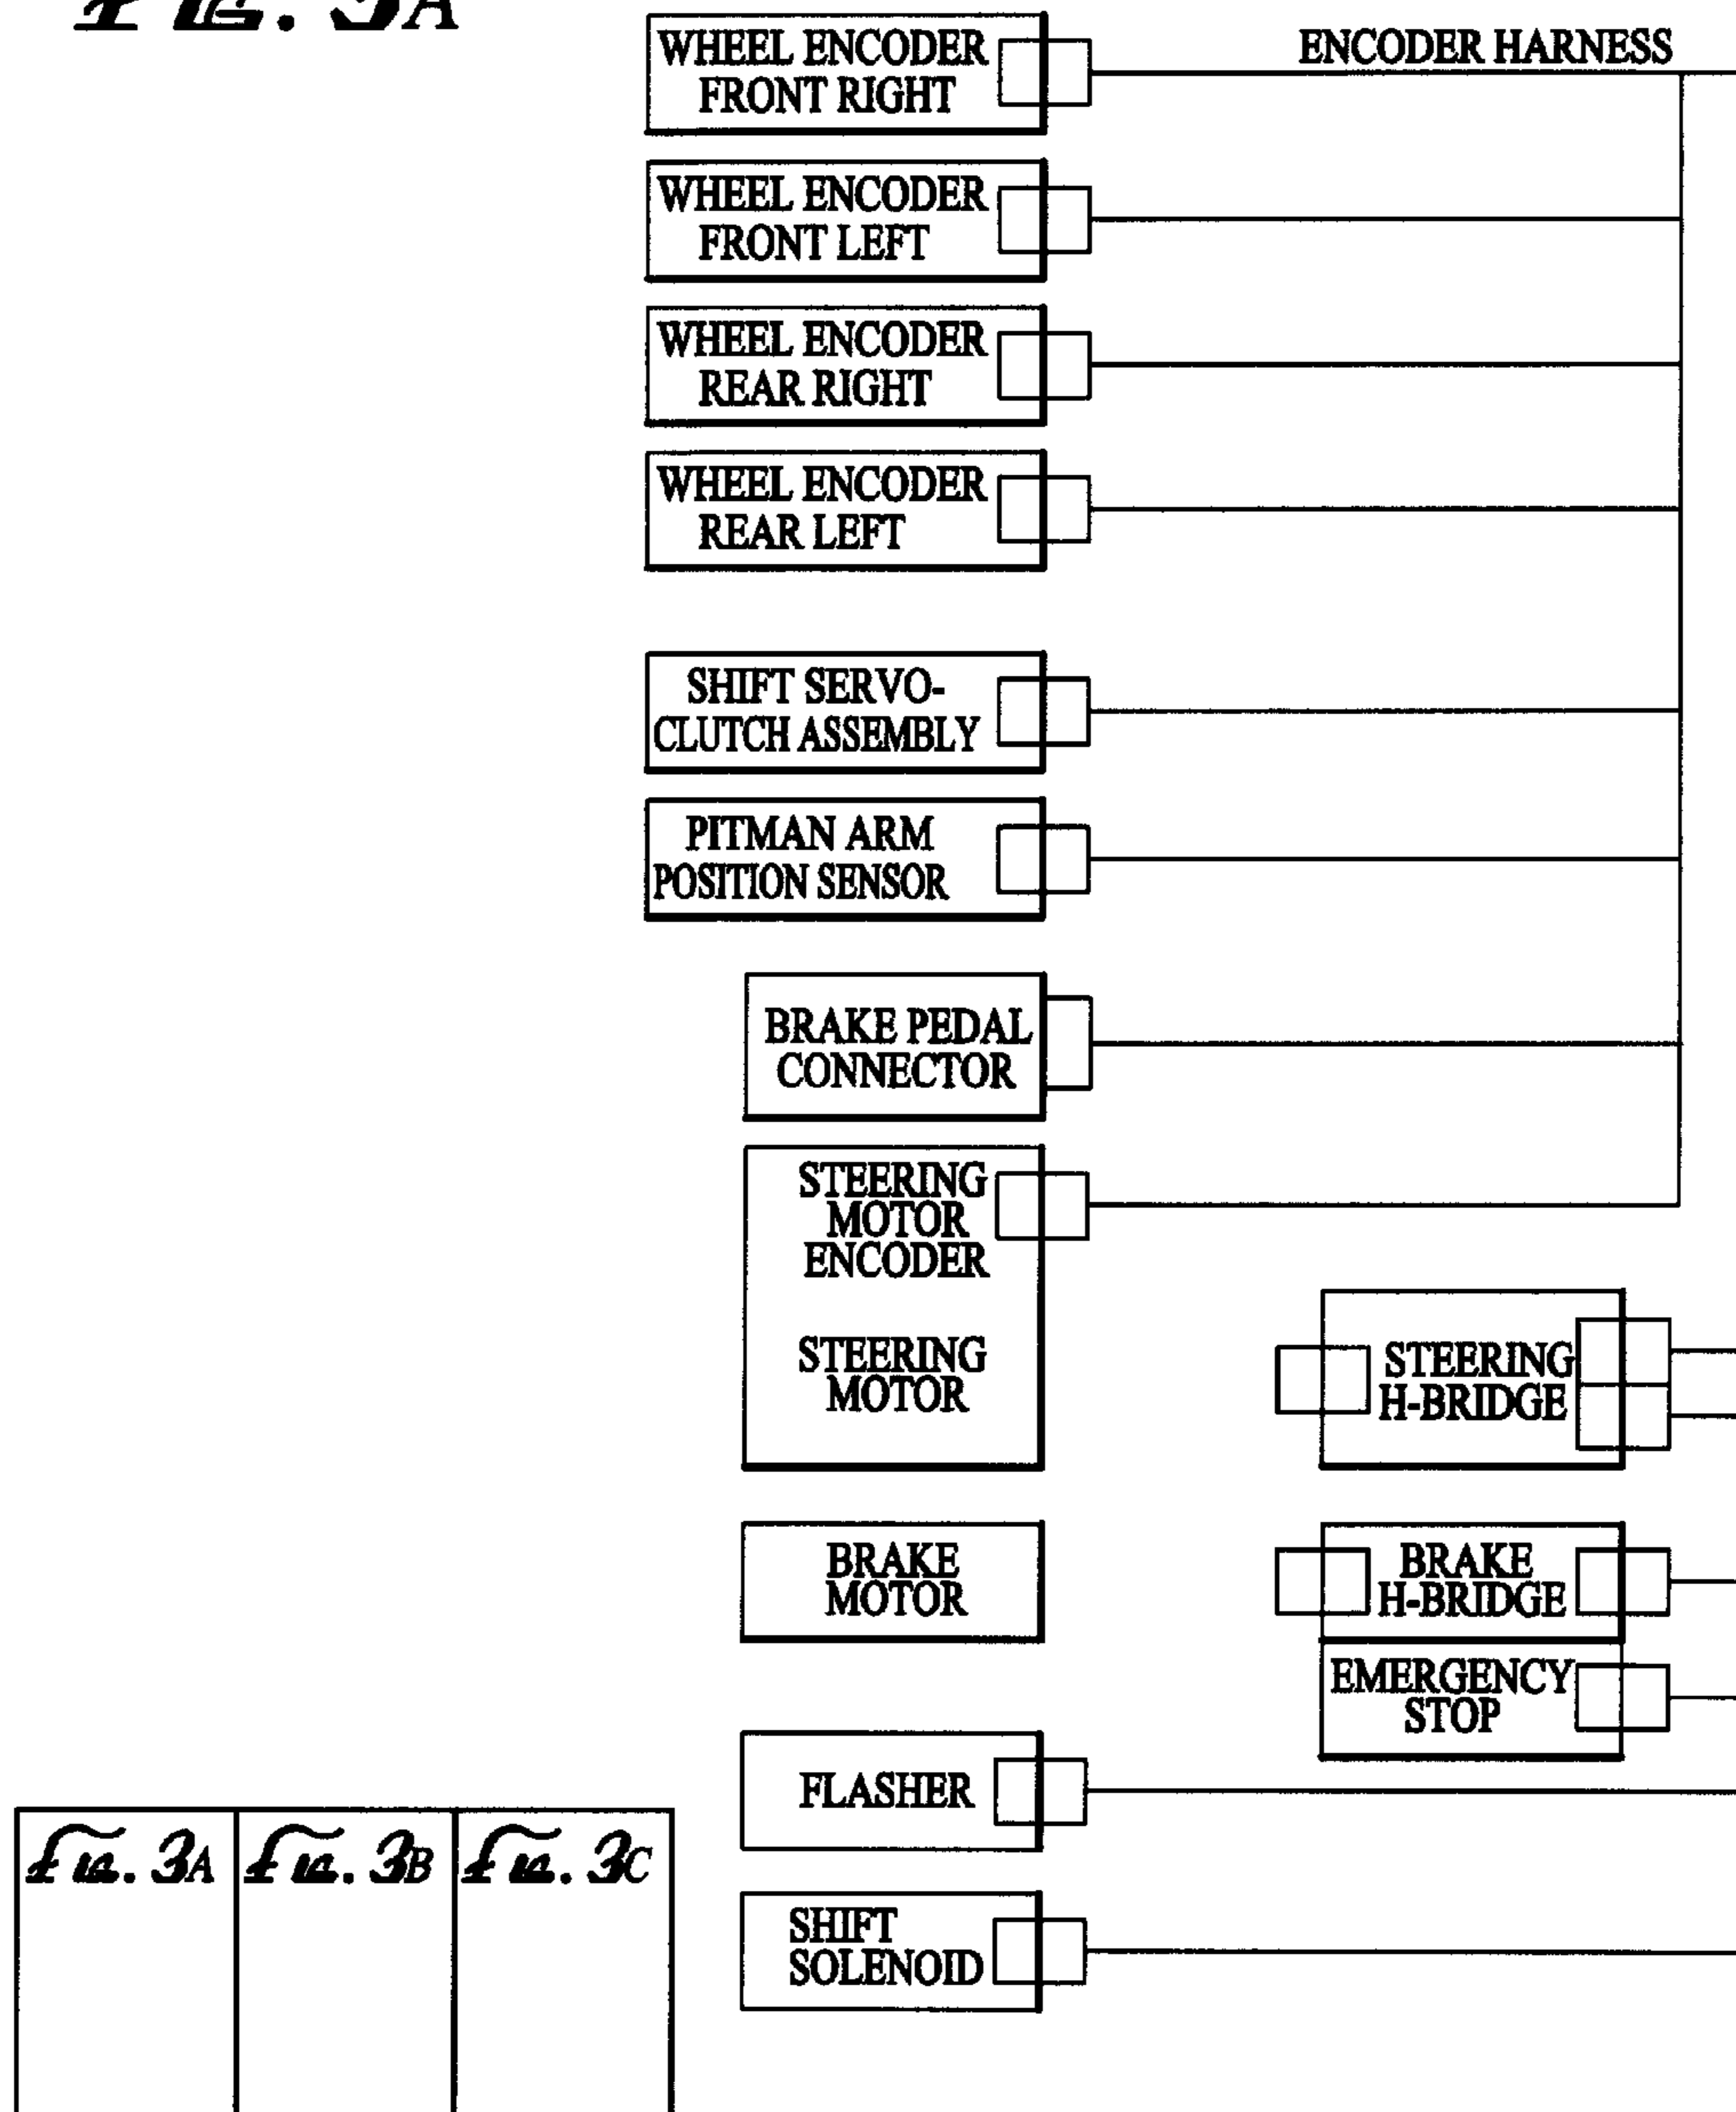 FIG. 3A
WHEEL ENCODER
FRONT RIGHT
ENCODER HARNESS
WHEEL ENCODER
FRONT LEFT
WHEEL ENCODER
REAR RIGHT
WHEEL ENCODER
REAR LEFT
SHIFT SERVO-
CLUTCH ASSEMBLY
PITMAN ARM
POSITION SENSOR
BRAKE PEDAL
CONNECTOR
STEERING
MOTOR
ENCODER
STEERING
MOTOR
STEERING
H-BRIDGE
BRAKE
MOTOR
BRAKE
H-BRIDGE
EMERGENCY
STOP
FLASHER
SHIFT
SOLENOID
FIG. 3A
FIG. 3B
FIG. 3C